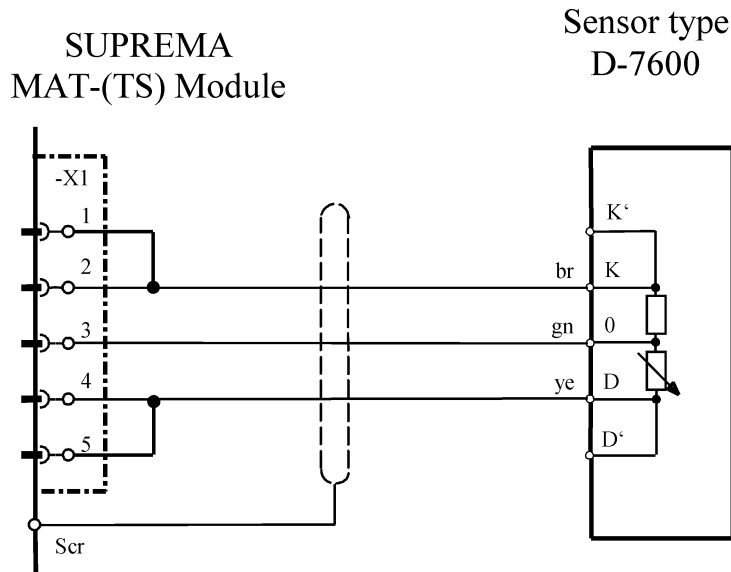 Sensor type
D-7600
SUPREMA
MAT-(TS) Module
-X1
1
2
3
4
5
Scr
br
gn
ye
K‘
K
0
D
D‘